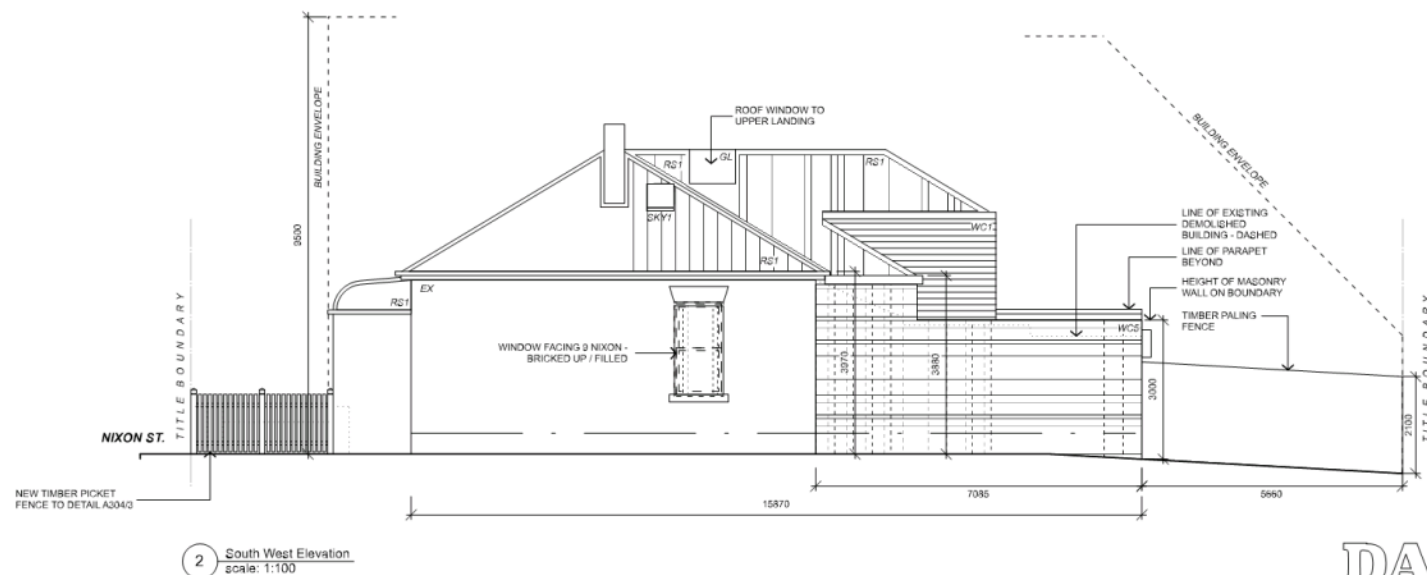 ROOF WINDOW TO
UPPER LANDING
BUILDING ENVELOPE
BUILDING ENVELOPE
RS1
GL
RS1
SKY1
WC1
RS1
9500
LINE OF EXISTING
DEMOLISHED
BUILDING - DASHED
LINE OF PARAPET
BEYOND
HEIGHT OF MASONRY
WALL ON BOUNDARY
TIMBER PALING
FENCE
EX
RS1
WC5
WINDOW FACING 9 NIXON -
BRICKED UP / FILLED
3970
3880
3000
2100
TITLE BOUNDARY
TITLE BOUNDARY
NIXON ST.
NEW TIMBER PICKET
FENCE TO DETAIL A304/3
7085
5660
15870
2
South West Elevation
scale: 1:100
DA